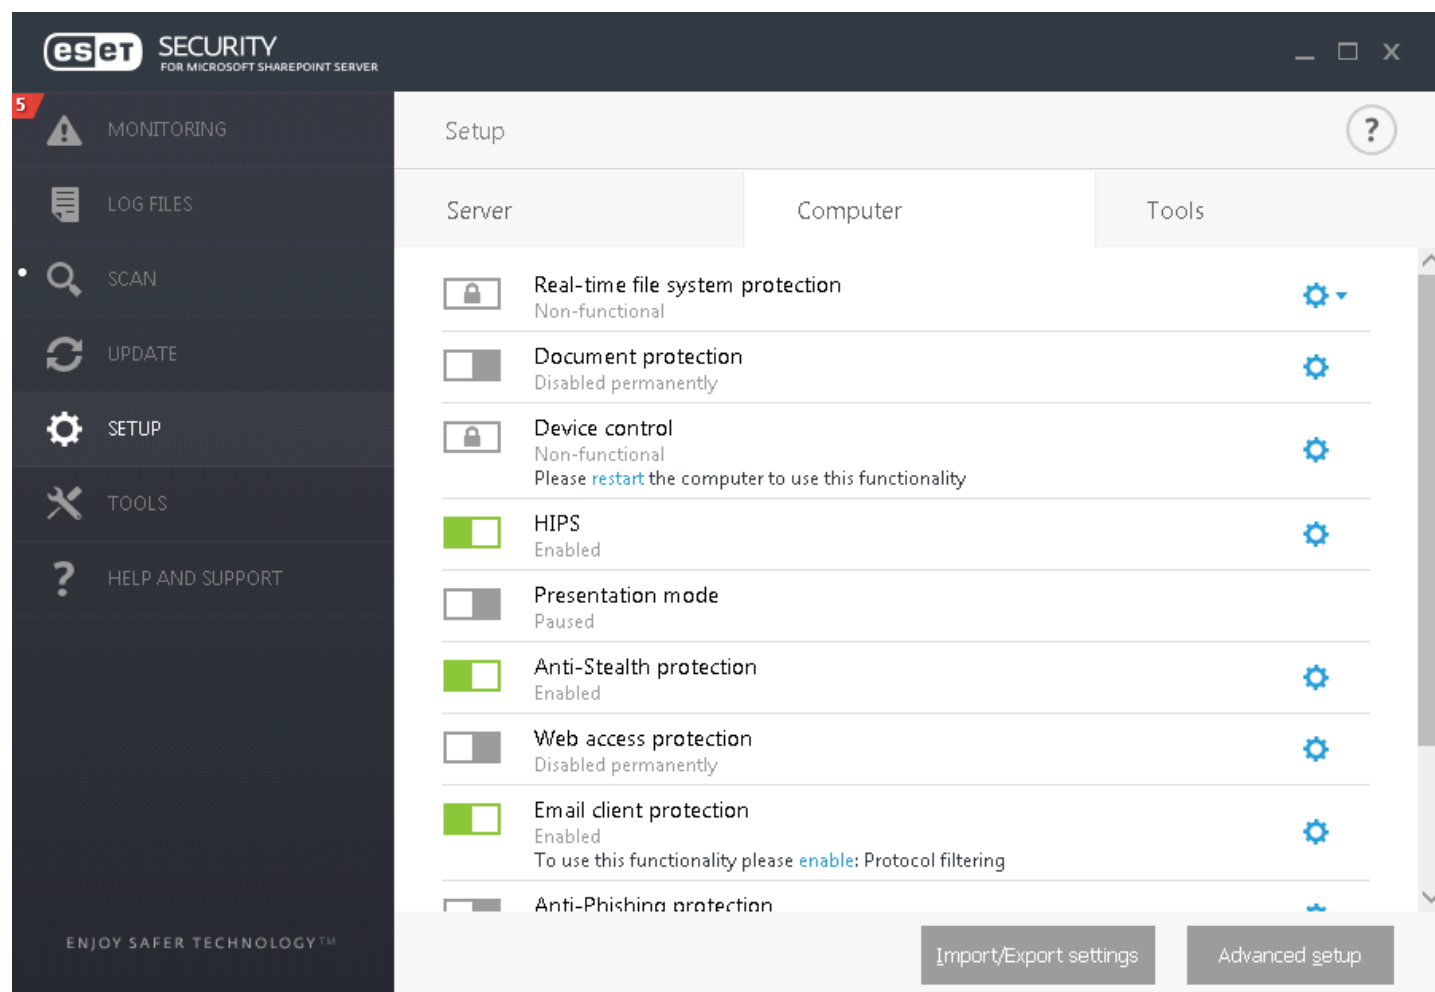 eset SECURITY
FOR MICROSOFT SHAREPOINT SERVER
5
MONITORING
LOG FILES
SCAN
UPDATE
SETUP
TOOLS
? HELP AND SUPPORT
ENJOY SAFER TECHNOLOGY™
Setup
?
Server Computer Tools
Real-time file system protection
Non-functional
Document protection
Disabled permanently
Device control
Non-functional
Please restart the computer to use this functionality
HIPS
Enabled
Presentation mode
Paused
Anti-Stealth protection
Enabled
Web access protection
Disabled permanently
Email client protection
Enabled
To use this functionality please enable: Protocol filtering
Anti-Phishing protection
Import/Export settings Advanced setup